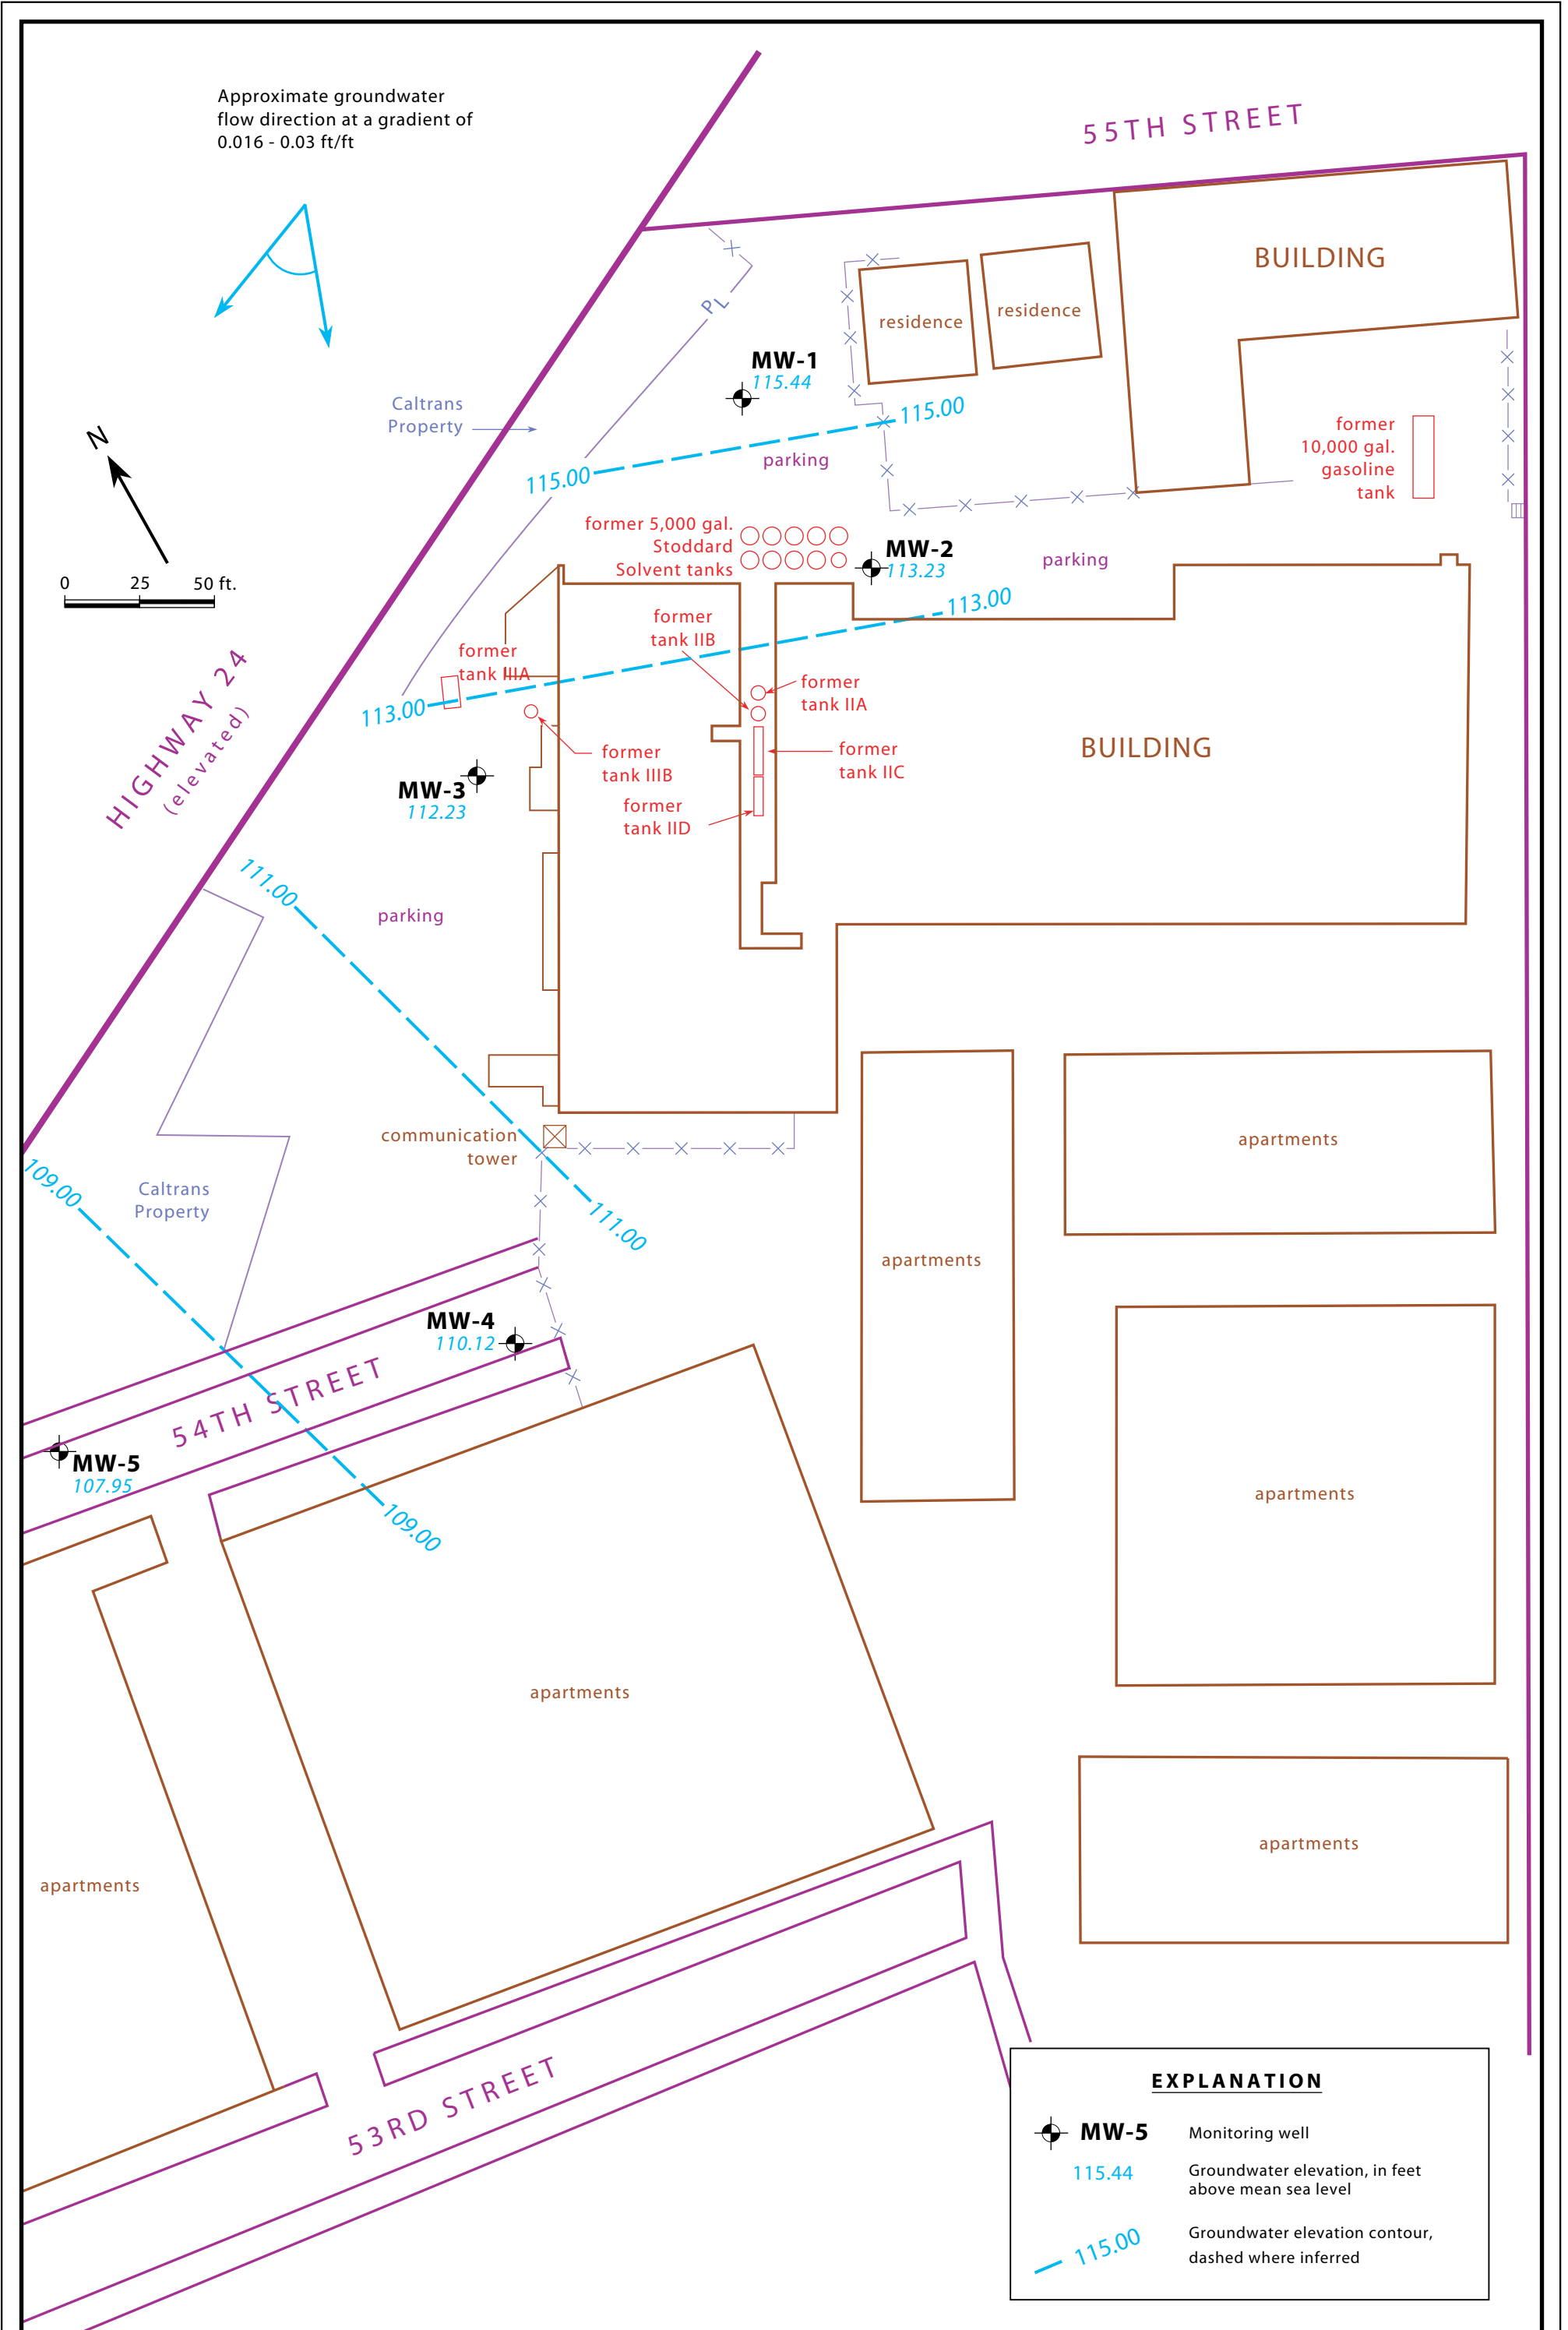 Approximate groundwater
flow direction at a gradient of
0.016 - 0.03 ft/ft
55TH STREET
BUILDING
residence
residence
PL
MW-1
115.44
Caltrans
Property
115.00
115.00
parking
former
10,000 gal.
gasoline
tank
N
former 5,000 gal.
Stoddard
Solvent tanks
MW-2
113.23
parking
0 25 50 ft.
113.00
former
tank IIB
former
tank IIIA
former
tank IIA
113.00
HIGHWAY 24
(elevated)
former
tank IIIB
former
tank IIC
BUILDING
MW-3
112.23
former
tank IID
111.00
parking
communication
tower
apartments
109.00
Caltrans
Property
111.00
apartments
MW-4
110.12
54TH STREET
MW-5
107.95
109.00
apartments
apartments
apartments
apartments
53RD STREET
EXPLANATION
MW-5 Monitoring well
115.44 Groundwater elevation, in feet
above mean sea level
115.00 Groundwater elevation contour,
dashed where inferred